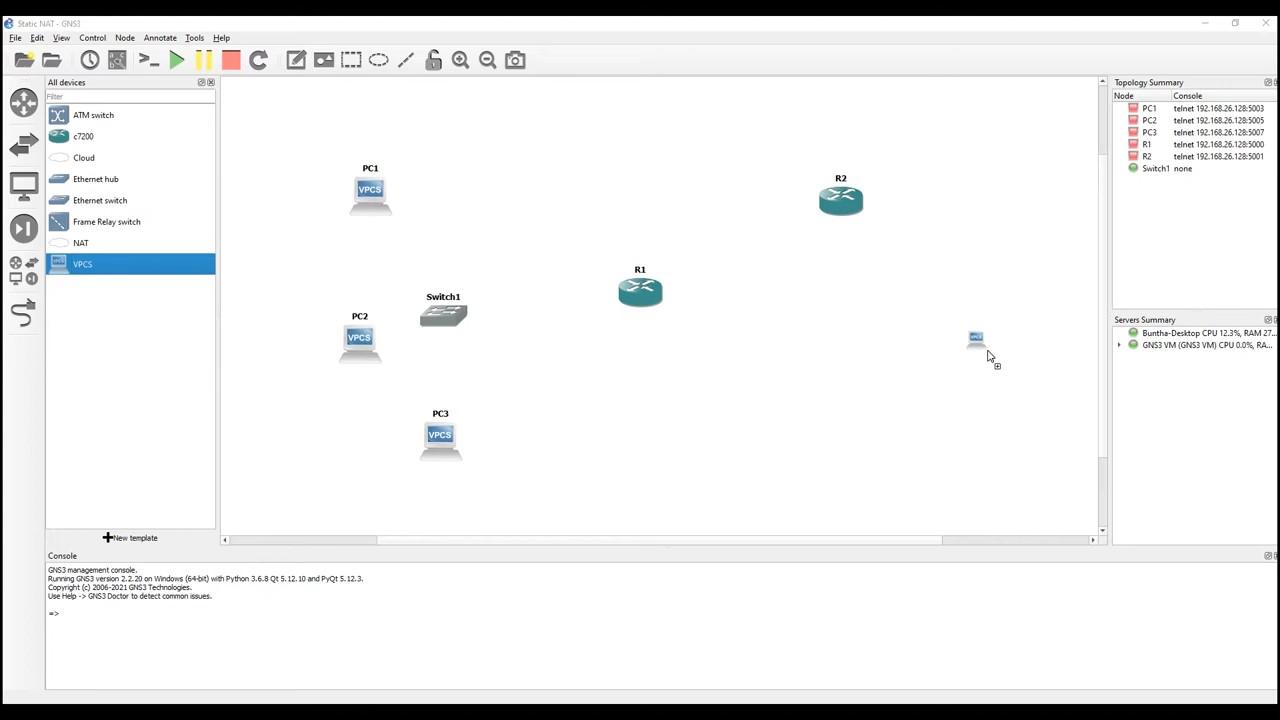 Static NAT - GNS3
File Edit View Control Node Annotate Tools Help
All devices
Filter
ATM switch
c7200
Cloud
Ethernet hub
Ethernet switch
Frame Relay switch
NAT
VPCS
New template
PC1
VPCS
R2
R1
Switch1
PC2
VPCS
PC3
VPCS
Topology Summary
Node Console
PC1 telnet 192.168.26.128:5003
PC2 telnet 192.168.26.128:5005
PC3 telnet 192.168.26.128:5007
R1 telnet 192.168.26.128:5000
R2 telnet 192.168.26.128:5001
Switch1 none
Servers Summary
Buntha-Desktop CPU 12.3%, RAM 27...
GNS3 VM (GNS3 VM) CPU 0.0%, RA...
Console
GNS3 management console.
Running GNS3 version 2.2.20 on Windows (64-bit) with Python 3.6.8 Qt 5.12.10 and PyQt 5.12.3.
Copyright (c) 2006-2021 GNS3 Technologies.
Use Help -> GNS3 Doctor to detect common issues.
=>